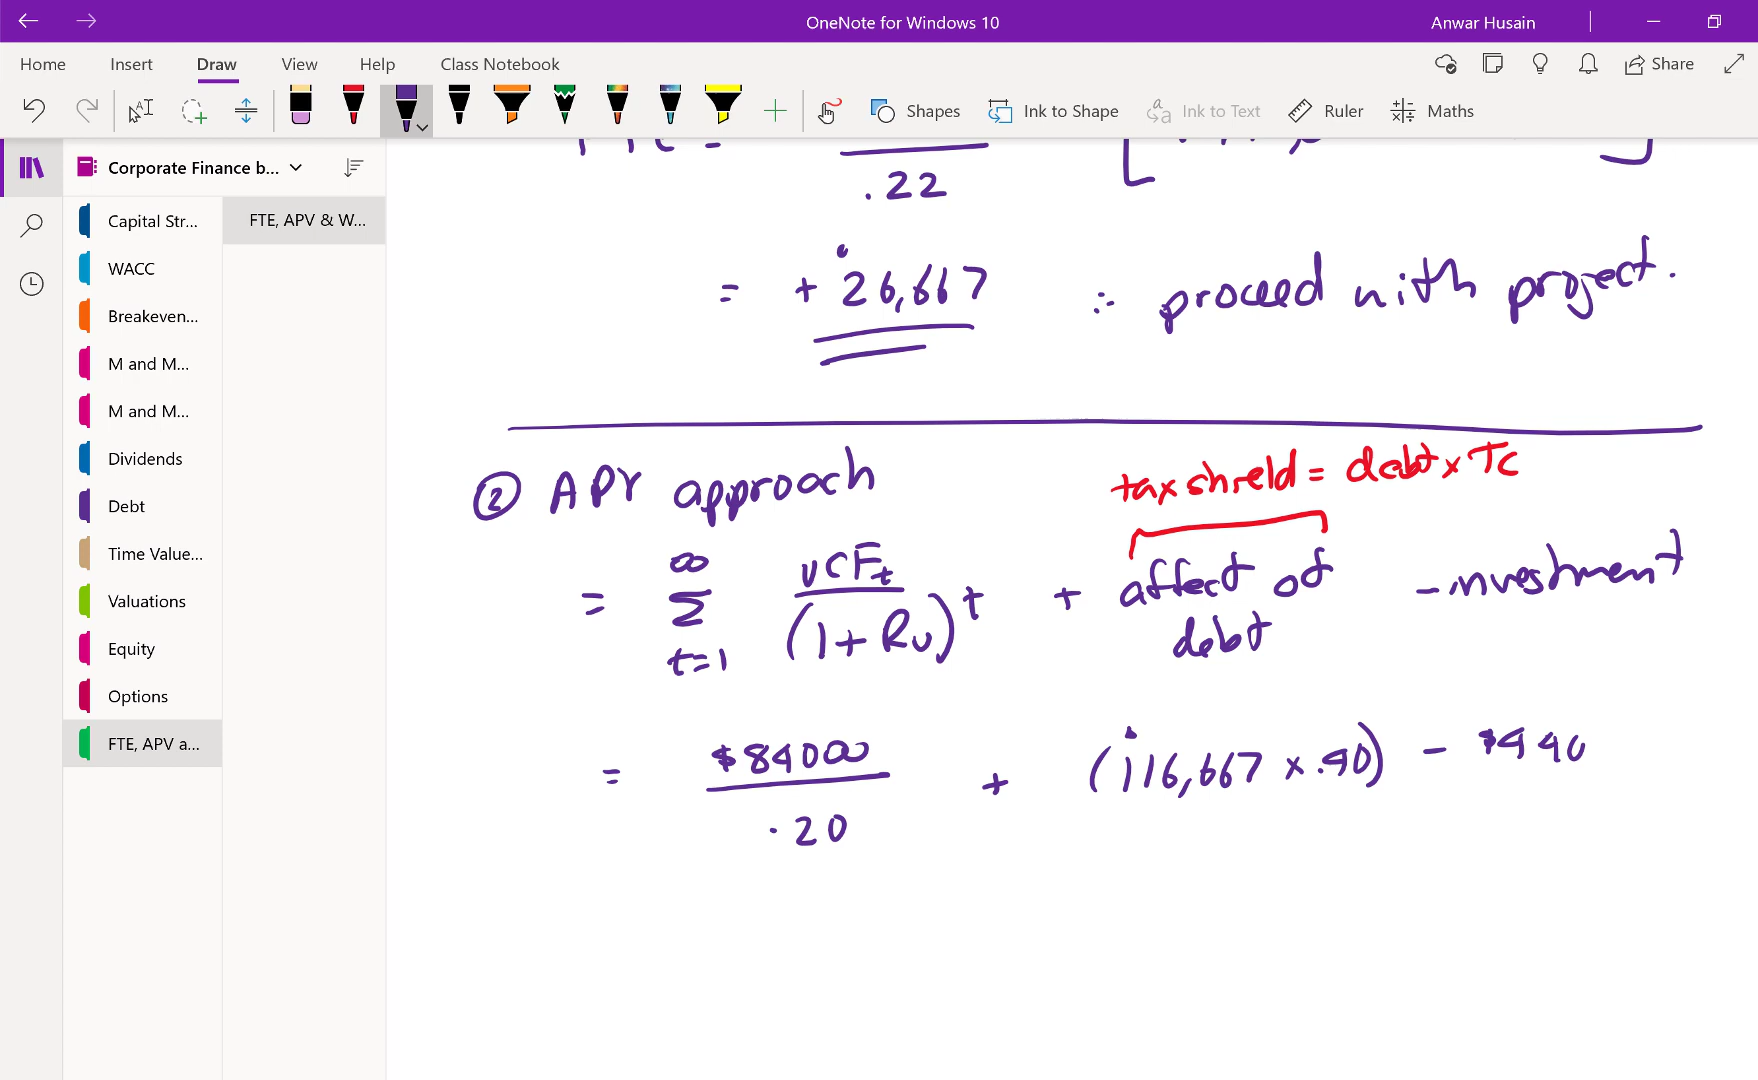 OneNote for Windows 10
Anwar Husain
Home Insert Draw View Help Class Notebook
Share
Shapes Ink to Shape Ink to Text Ruler Maths
Corporate Finance b...
Capital Str...
WACC
Breakeven...
M and M...
M and M...
Dividends
Debt
Time Value...
Valuations
Equity
Options
FTE, APV a...
FTE, APV & W...
.22
= + 26,667 ∴ proceed with project.
② APV approach
tax shield = debt x Tc
= ∞ Σ t=1 UCFt / (1 + Ru)^t + affect of debt - investment
= $84000 / .20 + (116,667 x .40) - $440